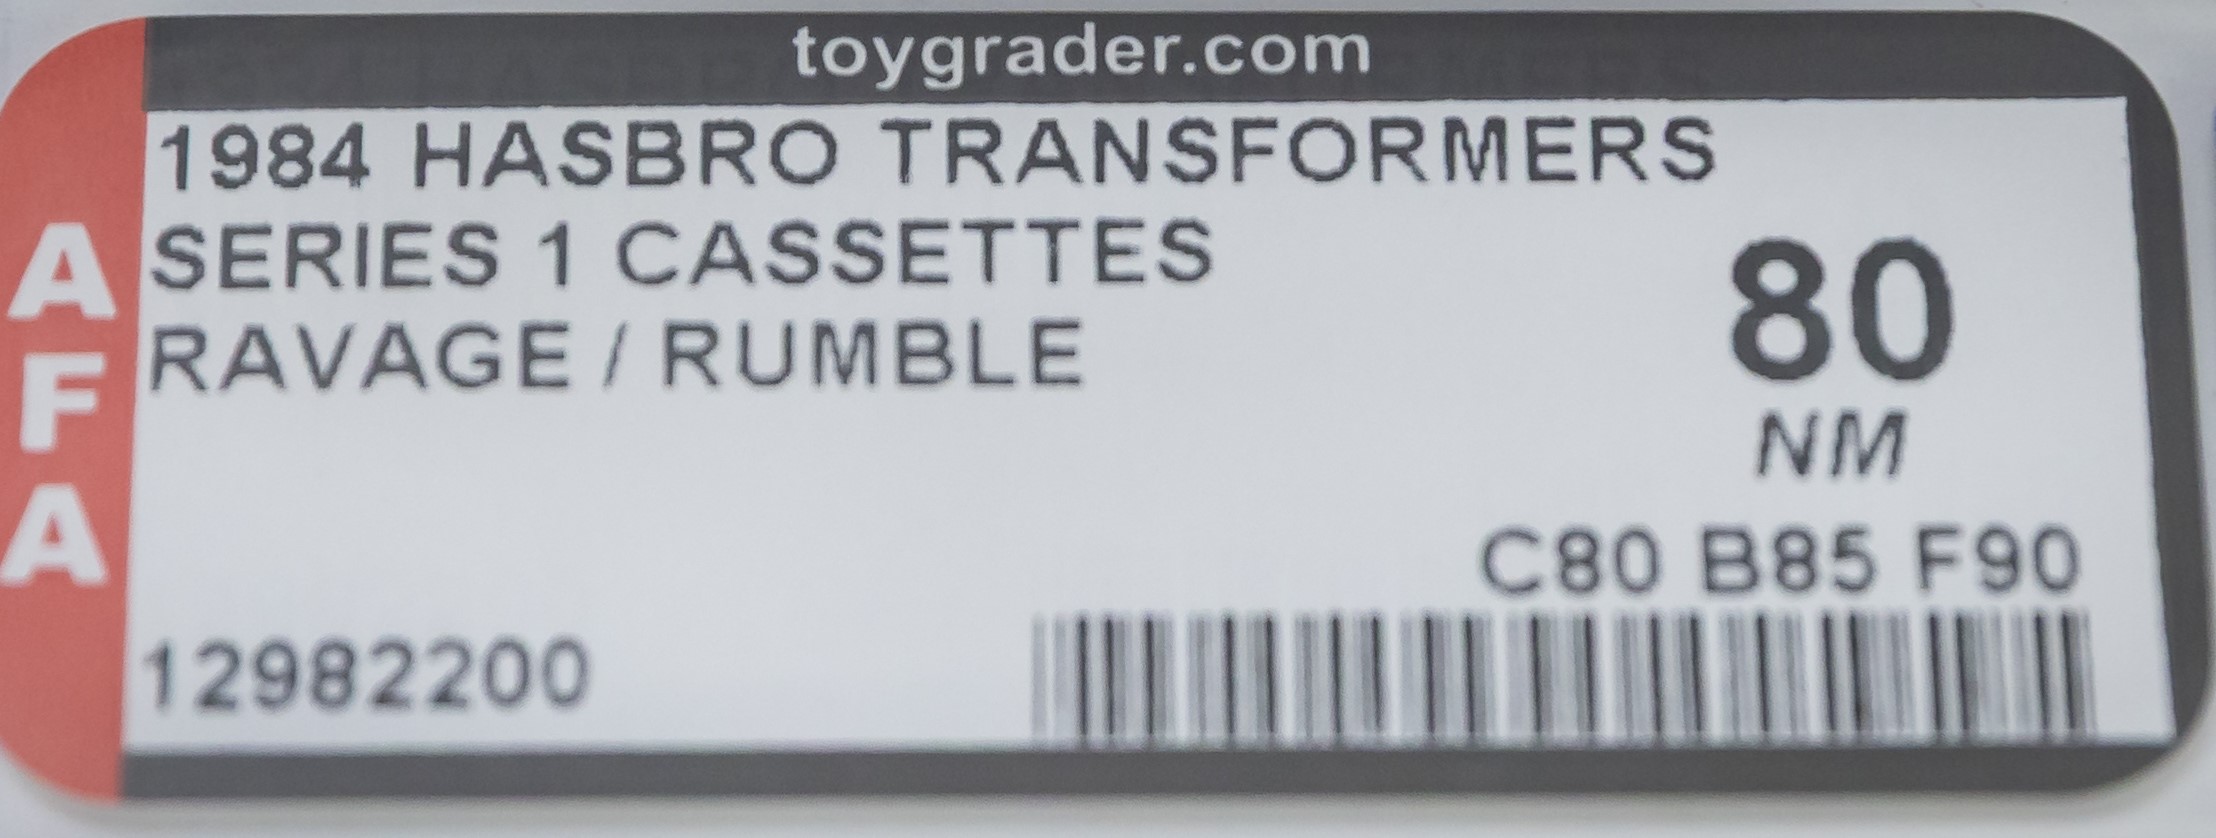 toygrader.com
1984 HASBRO TRANSFORMERS
SERIES 1 CASSETTES
RAVAGE / RUMBLE
80
NM
C80 B85 F90
12982200
AFA